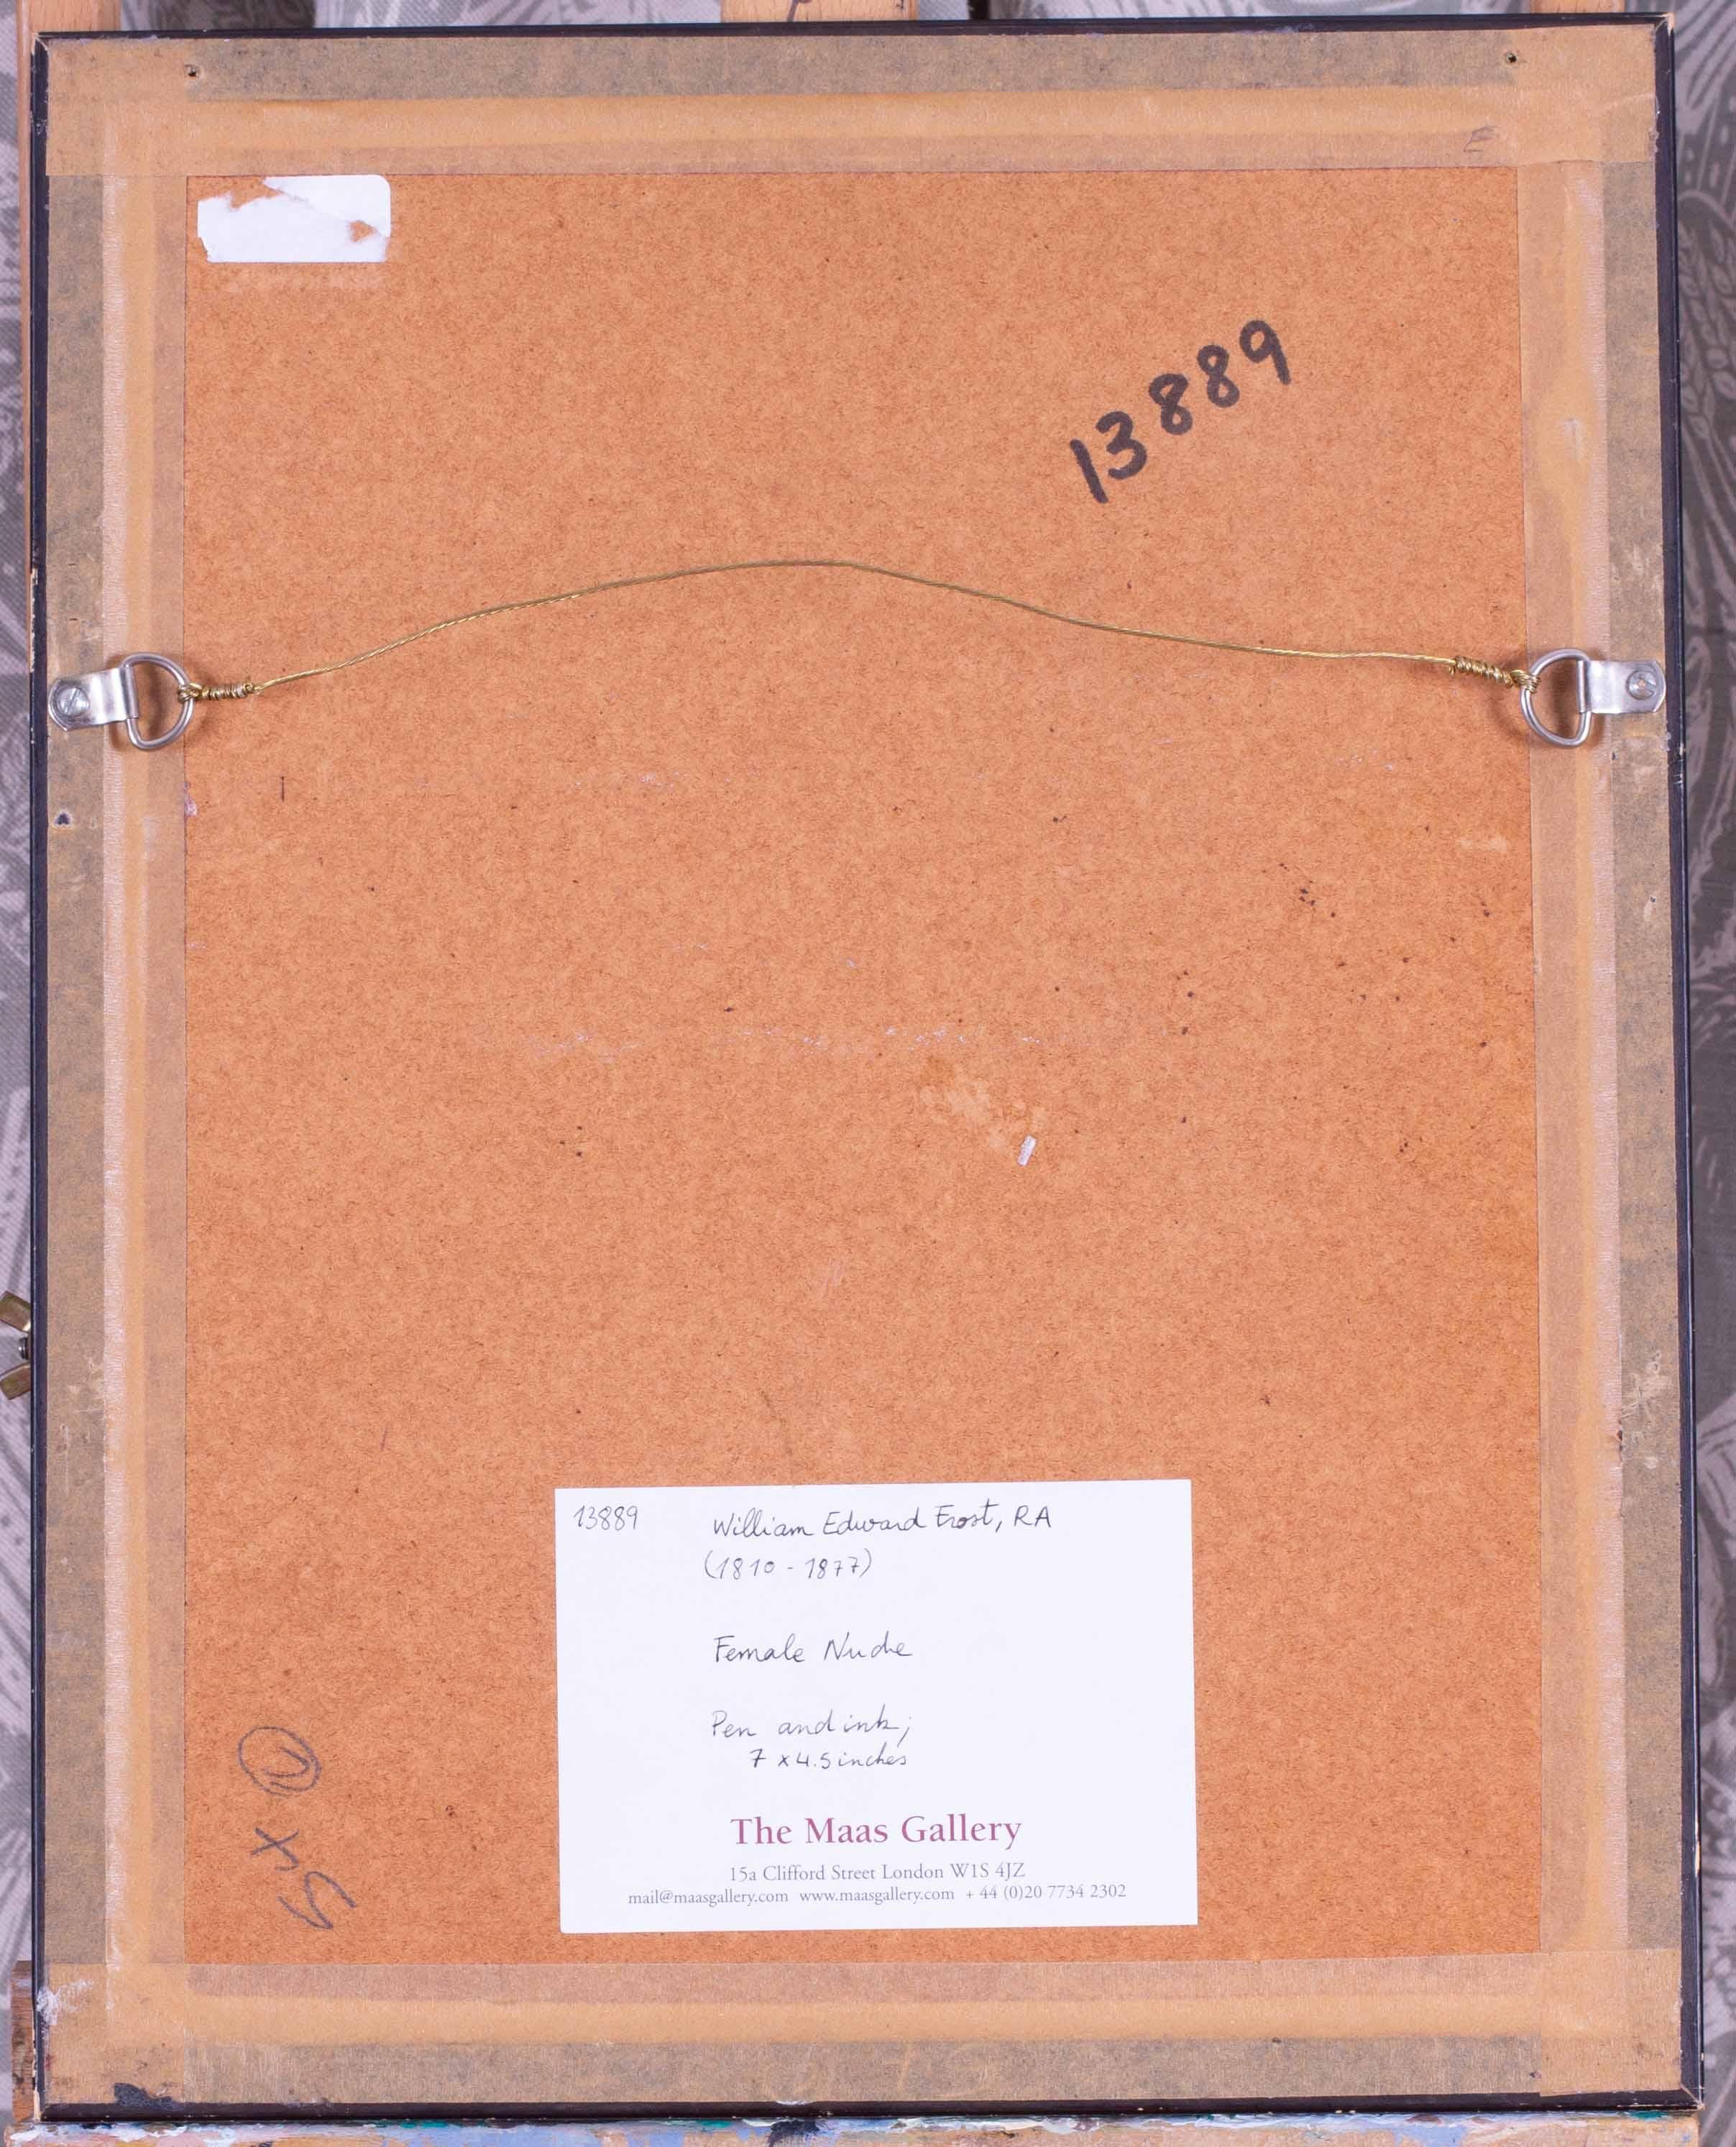 E
13889
13889 William Edward Frost, RA
(1810 - 1877)
Female Nude
Pen and ink;
7 x 4.5 inches
The Maas Gallery
15a Clifford Street London W1S 4JZ
mail@maasgallery.com www.maasgallery.com + 44 (0)20 7734 2302